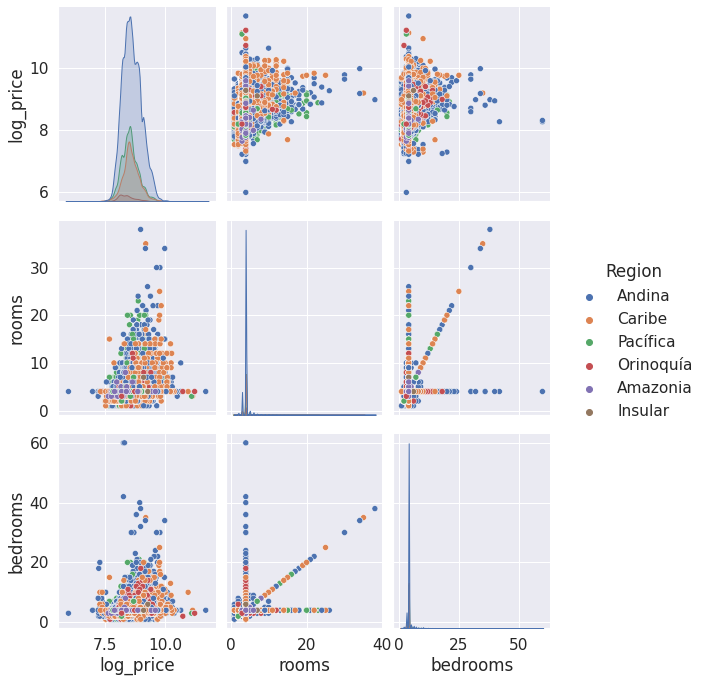 log_price
10
8
6
rooms
30
20
10
0
bedrooms
60
40
20
0
7.5 10.0
0 20 40
0 25 50
log_price
rooms
bedrooms
Region
Andina
Caribe
Pacífica
Orinoquía
Amazonia
Insular